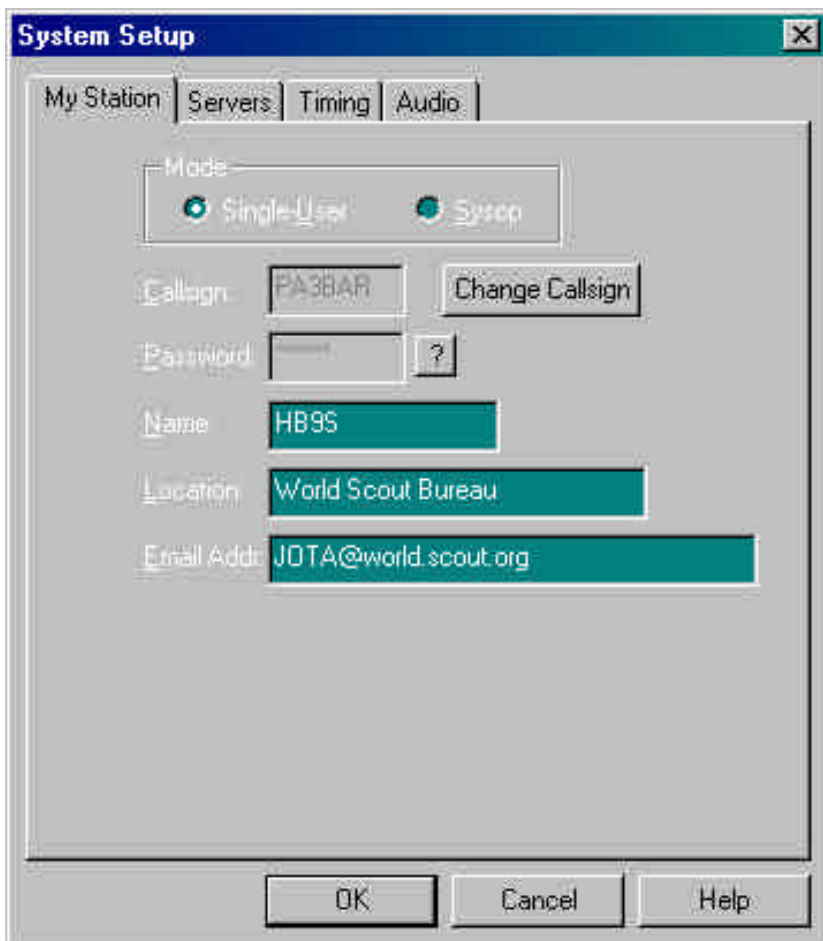 System Setup
My Station Servers Timing Audio
Mode
Single-User Sysop
Callsign: PA3BAR Change Callsign
Password: ?
Name HB9S
Location: World Scout Bureau
Email Addr: JOTA@world.scout.org
OK Cancel Help